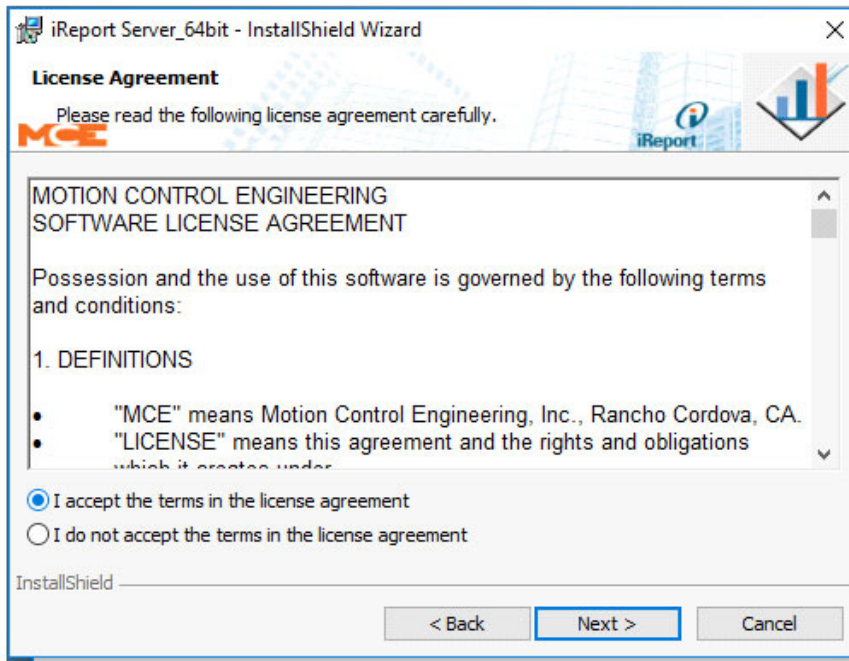 iReport Server_64bit - InstallShield Wizard
License Agreement
Please read the following license agreement carefully.
MCE
iReport
MOTION CONTROL ENGINEERING
SOFTWARE LICENSE AGREEMENT
Possession and the use of this software is governed by the following terms
and conditions:
1. DEFINITIONS
• "MCE" means Motion Control Engineering, Inc., Rancho Cordova, CA.
• "LICENSE" means this agreement and the rights and obligations
which it creates under
I accept the terms in the license agreement
I do not accept the terms in the license agreement
InstallShield
< Back Next > Cancel